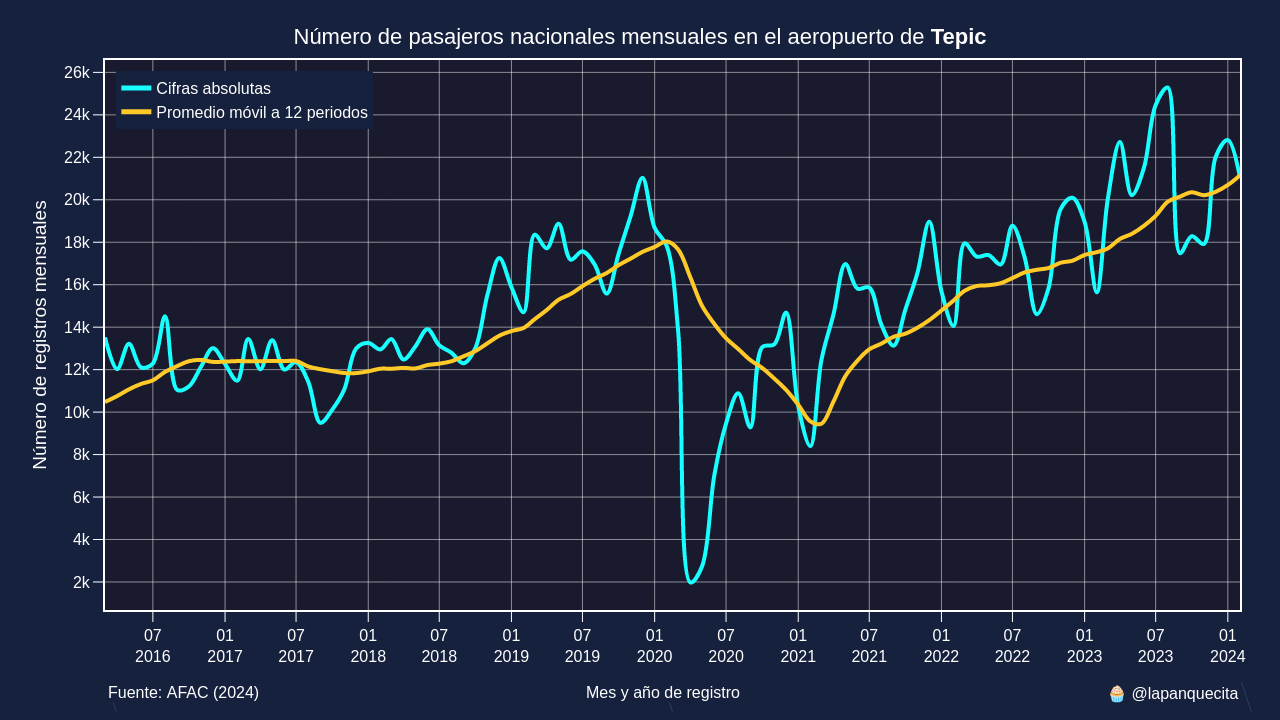 Número de pasajeros nacionales mensuales en el aeropuerto de Tepic
Cifras absolutas
Promedio móvil a 12 periodos
Número de registros mensuales
26k
24k
22k
20k
18k
16k
14k
12k
10k
8k
6k
4k
2k
07 01 07 01 07 01 07 01 07 01 07 01 07 01 07 01
2016 2017 2017 2018 2018 2019 2019 2020 2020 2021 2021 2022 2022 2023 2023 2024
Fuente: AFAC (2024)
Mes y año de registro
🧁 @lapanquecita